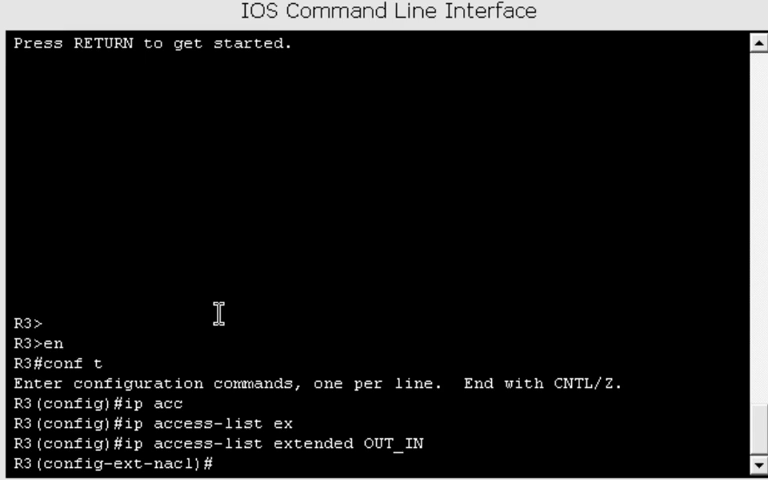 IOS Command Line Interface
Press RETURN to get started.
R3>
R3>en
R3#conf t
Enter configuration commands, one per line.  End with CNTL/Z.
R3(config)#ip acc
R3(config)#ip access-list ex
R3(config)#ip access-list extended OUT_IN
R3(config-ext-nacl)#